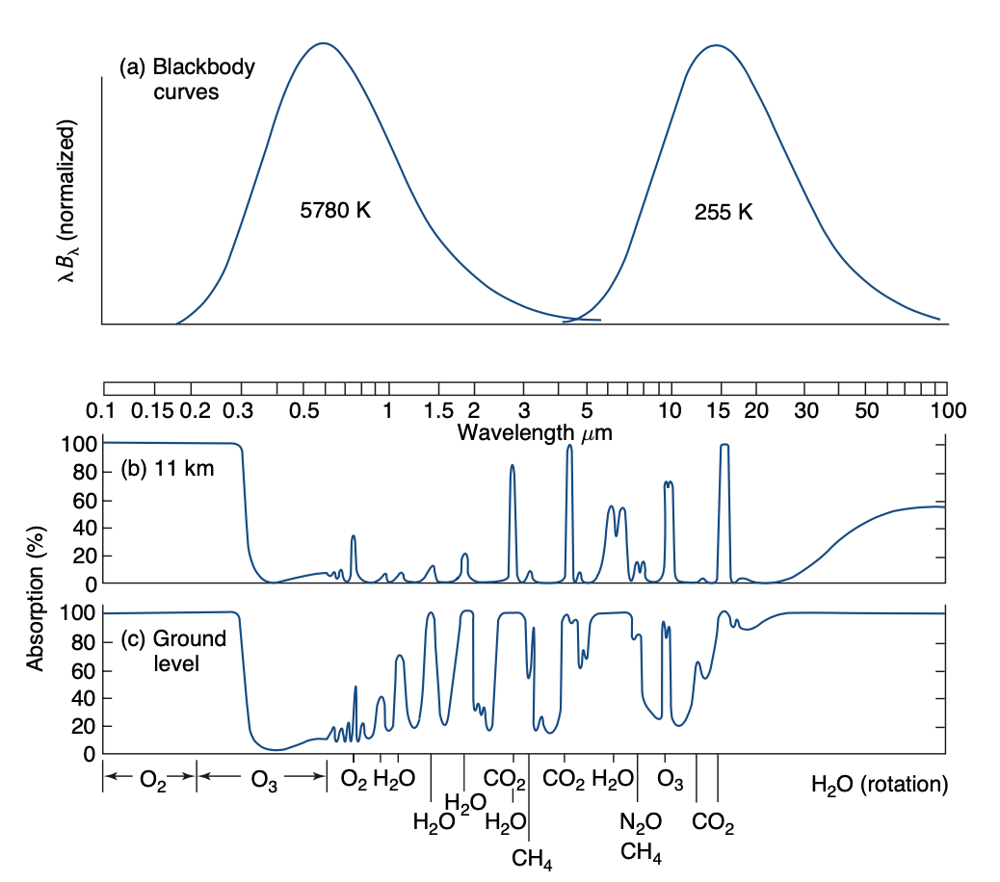 (a) Blackbody
curves
λBλ (normalized)
5780 K
255 K
0.1 0.15 0.2 0.3 0.5 1 1.5 2 3 5 10 15 20 30 50 100
Wavelength μm
Absorption (%)
100
80
60
40
20
0
(b) 11 km
100
80
60
40
20
0
(c) Ground
level
O2 O3 O2 H2O CO2 CO2 H2O O3 H2O (rotation)
H2O
H2O H2O N2O CO2
CH4 CH4